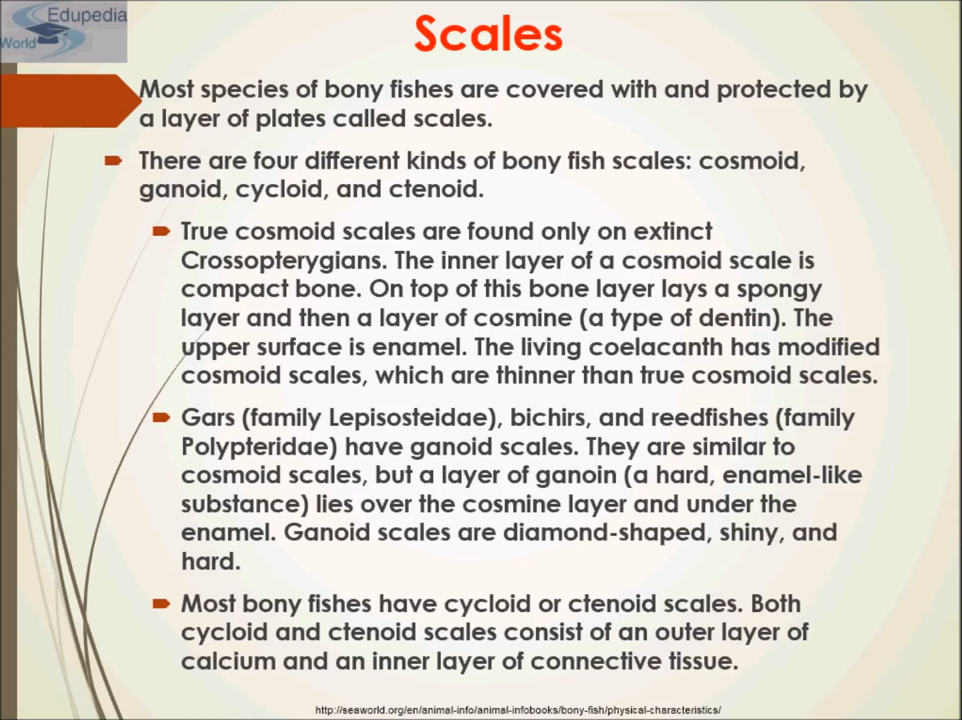 Edupedia
World
Scales
Most species of bony fishes are covered with and protected by
a layer of plates called scales.
There are four different kinds of bony fish scales: cosmoid,
ganoid, cycloid, and ctenoid.
True cosmoid scales are found only on extinct
Crossopterygians. The inner layer of a cosmoid scale is
compact bone. On top of this bone layer lays a spongy
layer and then a layer of cosmine (a type of dentin). The
upper surface is enamel. The living coelacanth has modified
cosmoid scales, which are thinner than true cosmoid scales.
Gars (family Lepisosteidae), bichirs, and reedfishes (family
Polypteridae) have ganoid scales. They are similar to
cosmoid scales, but a layer of ganoin (a hard, enamel-like
substance) lies over the cosmine layer and under the
enamel. Ganoid scales are diamond-shaped, shiny, and
hard.
Most bony fishes have cycloid or ctenoid scales. Both
cycloid and ctenoid scales consist of an outer layer of
calcium and an inner layer of connective tissue.
http://seaworld.org/en/animal-info/animal-infobooks/bony-fish/physical-characteristics/